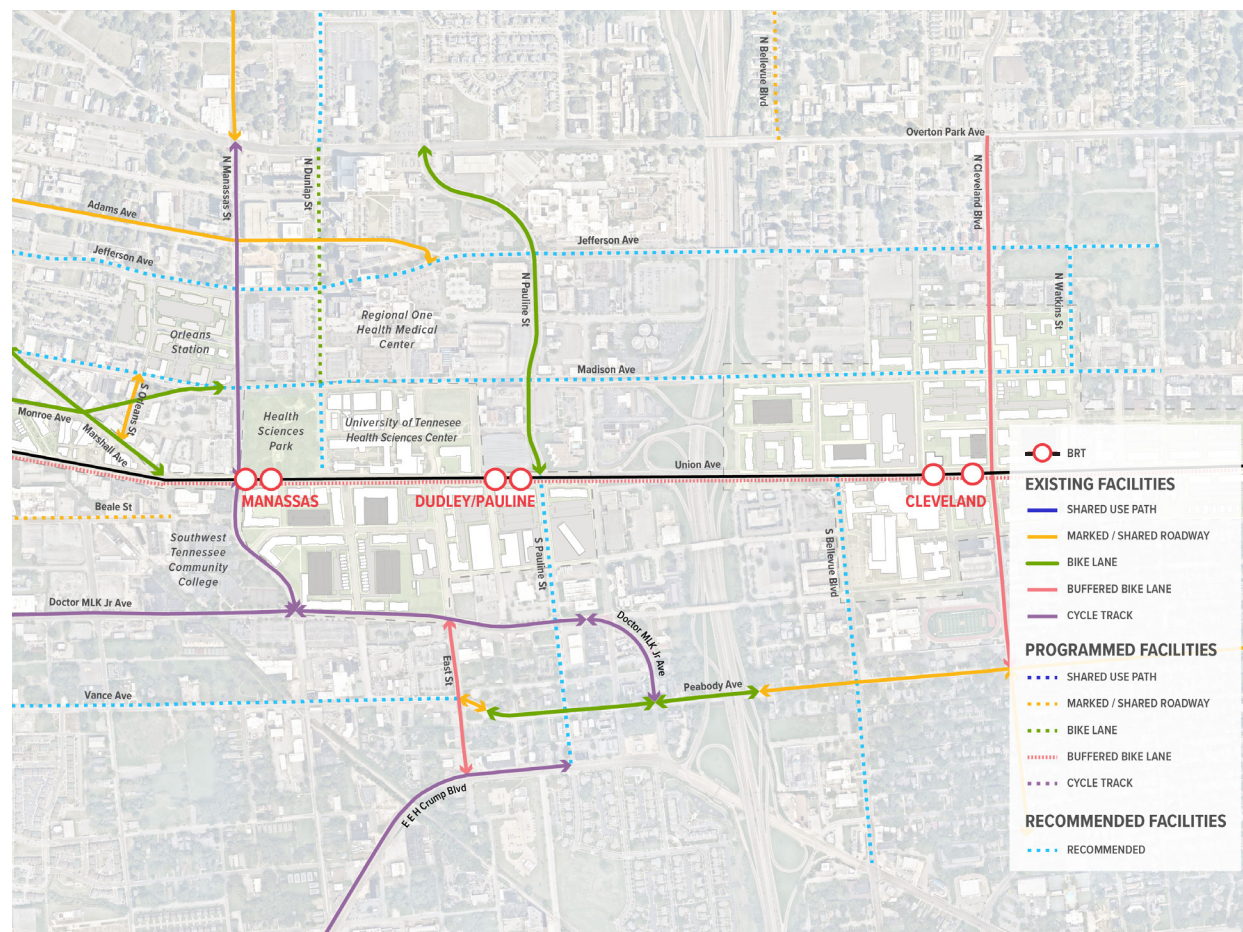 N Bellevue Blvd
Overton Park Ave
N Manassas St
N Dunlap St
N Cleveland Blvd
Adams Ave
Jefferson Ave
Jefferson Ave
N Pauline St
N Watkins St
Regional One
Health Medical
Center
Orleans
Station
Madison Ave
S Orleans St
Monroe Ave
Marshall Ave
Health
Sciences
Park
University of Tennesee
Health Sciences Center
Union Ave
MANASSAS
DUDLEY/PAULINE
CLEVELAND
Beale St
Southwest
Tennessee
Community
College
S Pauline St
S Bellevue Blvd
Doctor MLK Jr Ave
Doctor MLK Jr Ave
East St
Peabody Ave
Vance Ave
E E H Crump Blvd
BRT
EXISTING FACILITIES
SHARED USE PATH
MARKED / SHARED ROADWAY
BIKE LANE
BUFFERED BIKE LANE
CYCLE TRACK
PROGRAMMED FACILITIES
SHARED USE PATH
MARKED / SHARED ROADWAY
BIKE LANE
BUFFERED BIKE LANE
CYCLE TRACK
RECOMMENDED FACILITIES
RECOMMENDED